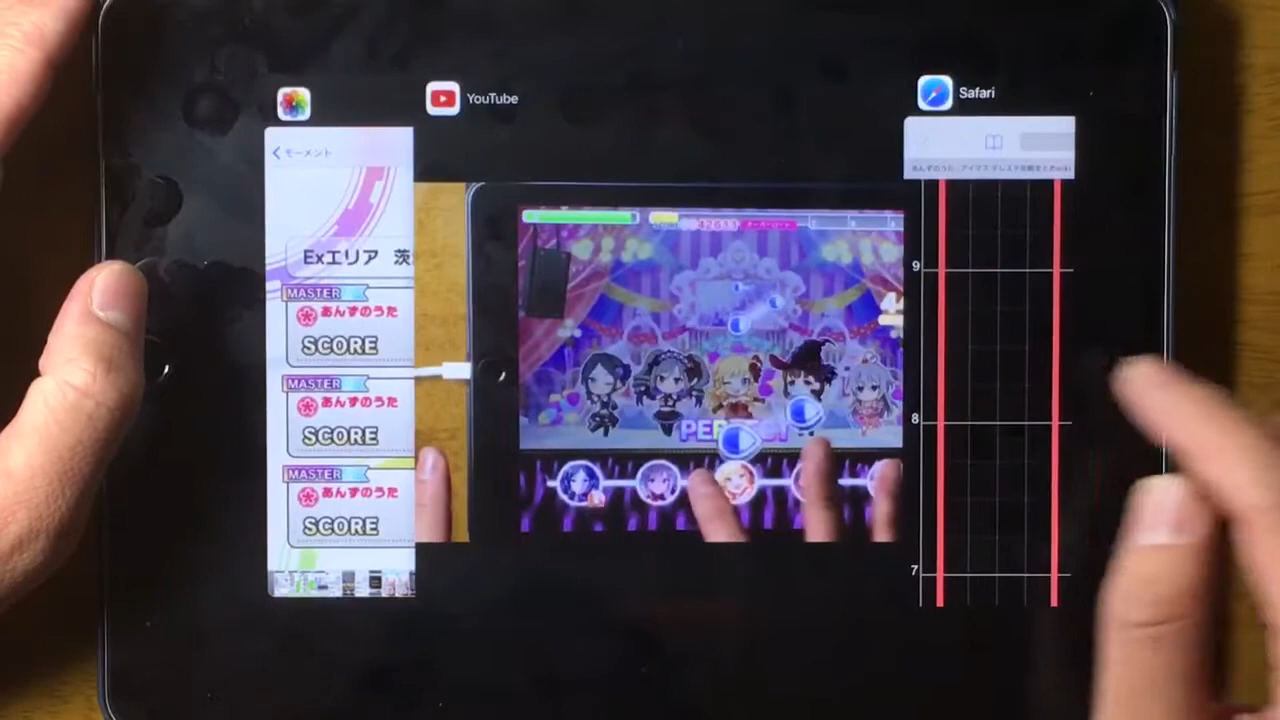 YouTube
Safari
モーメント
Exエリア 茨
MASTER
あんずのうた
SCORE
MASTER
あんずのうた
SCORE
MASTER
あんずのうた
SCORE
PERFECT
9
8
7